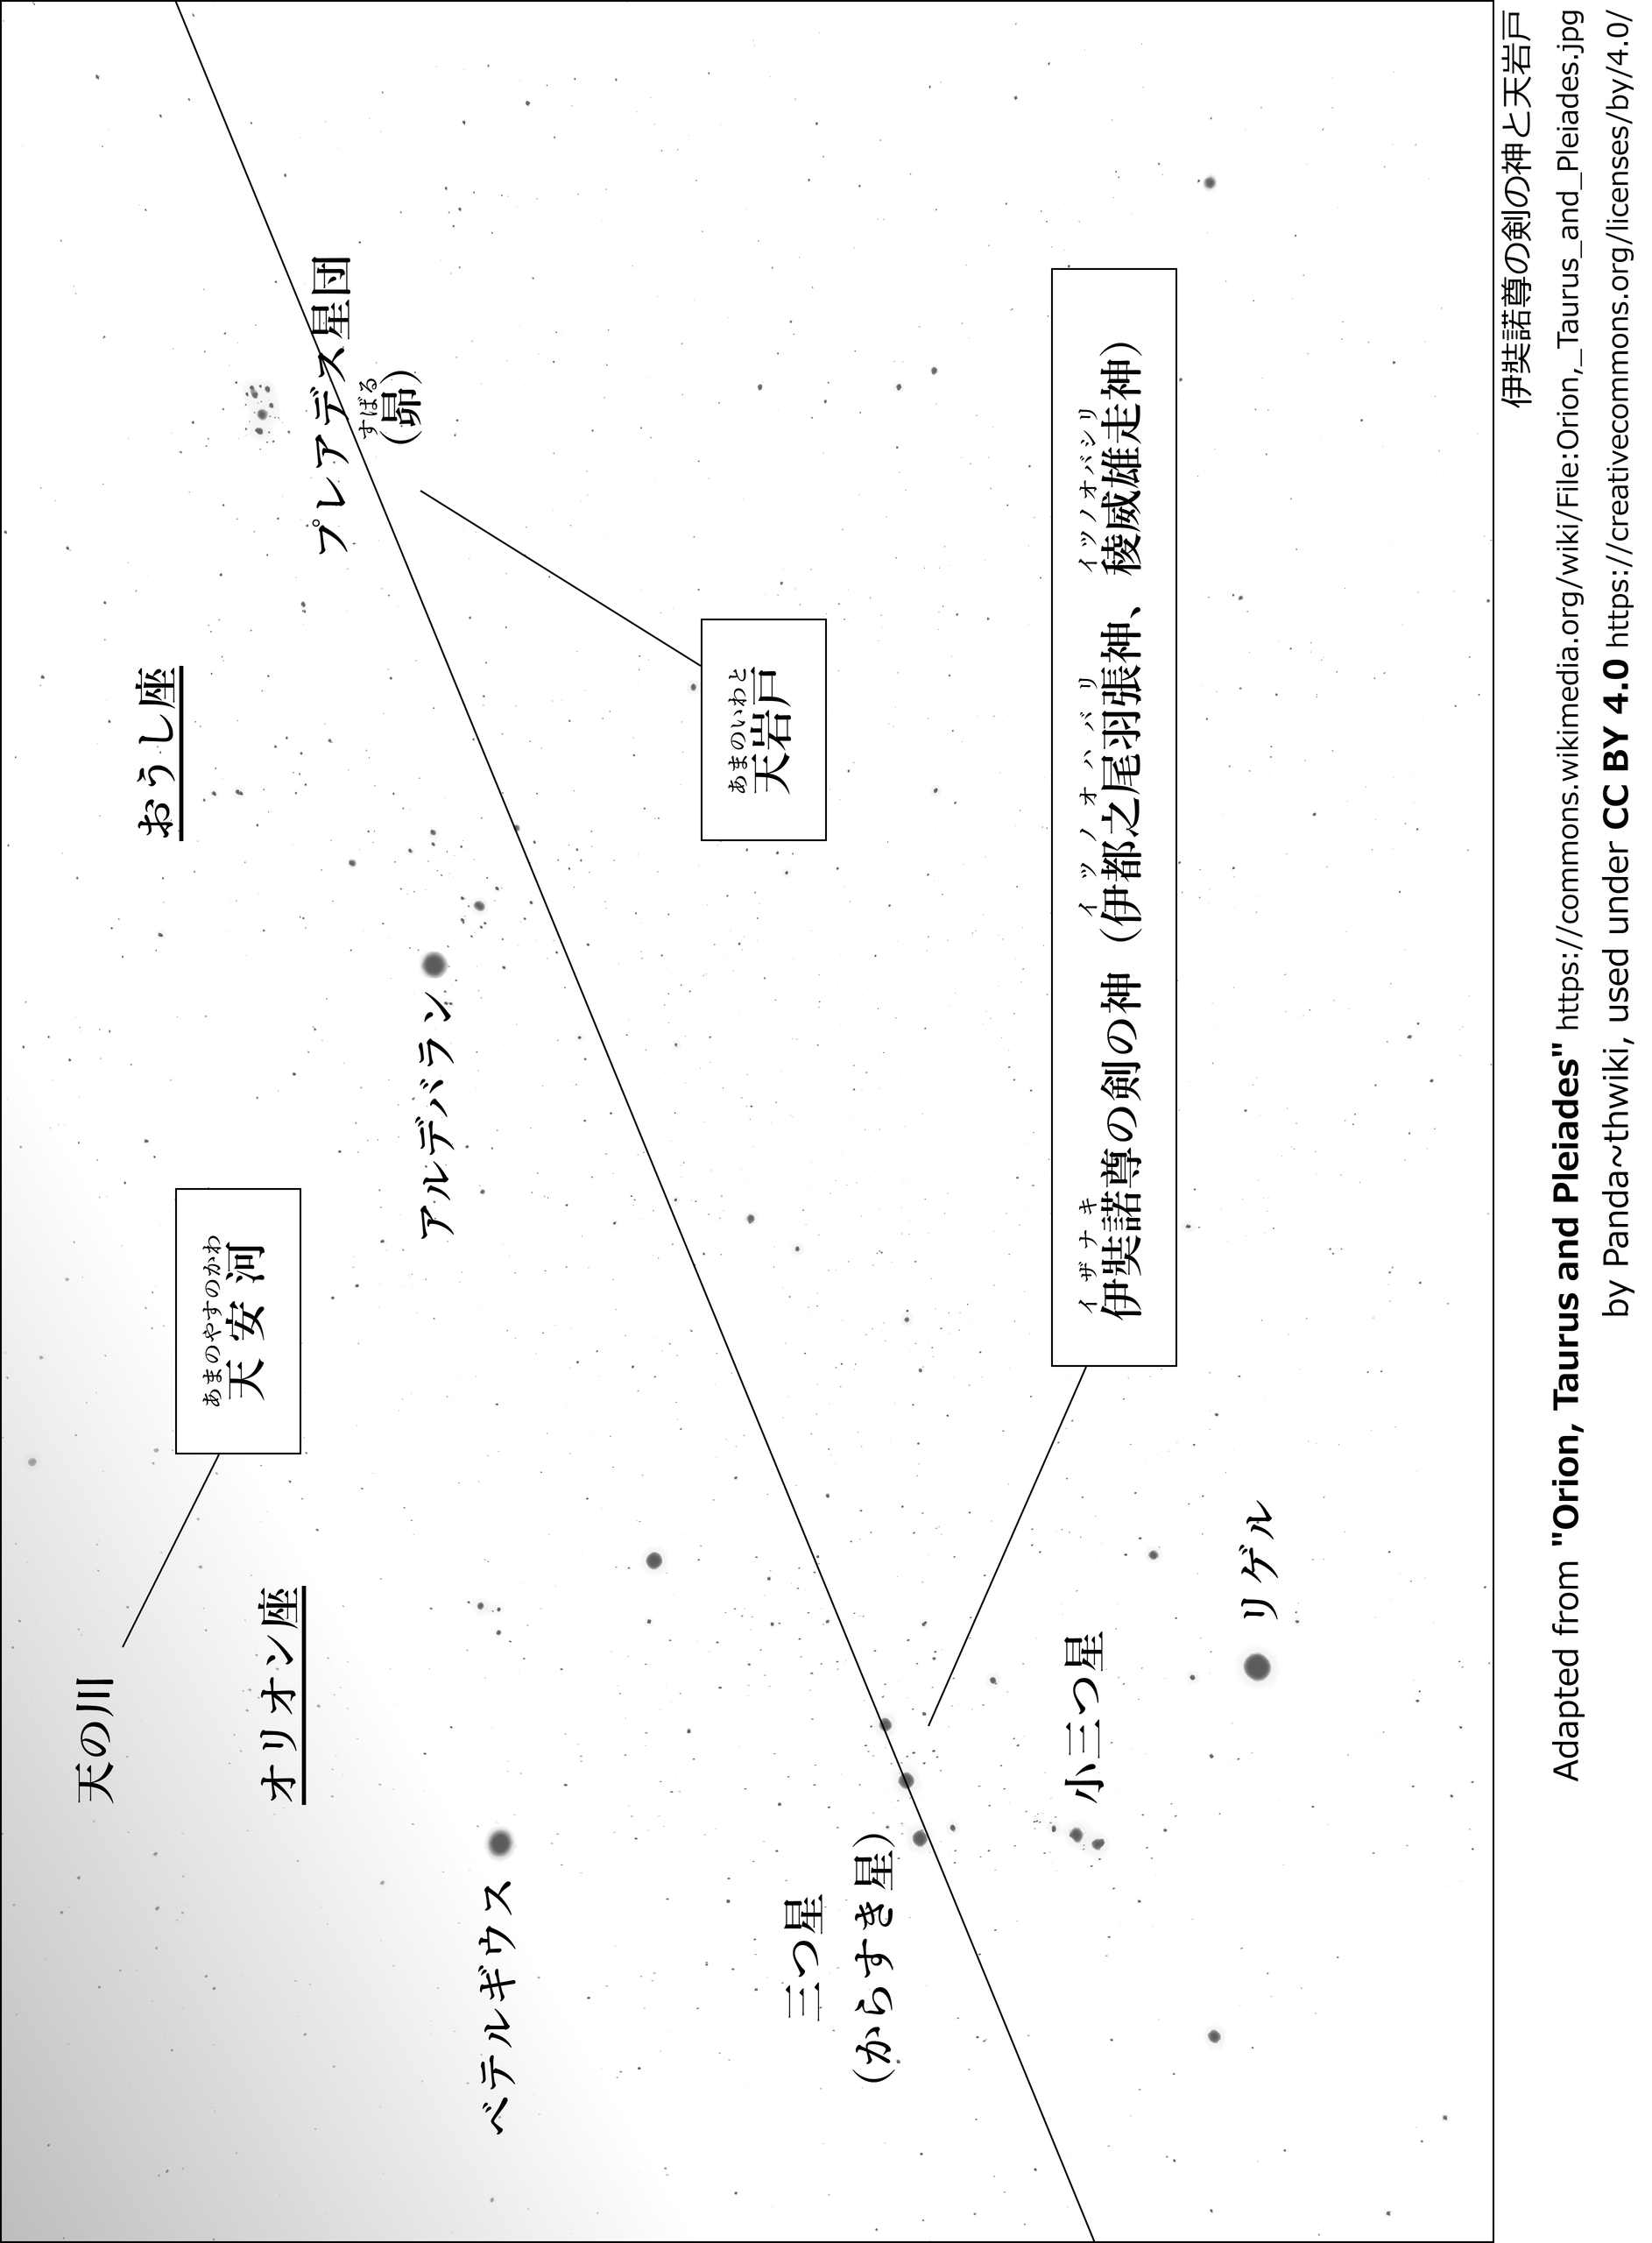 天の川
あまのやすのかわ
天安河
おうし座
オリオン座
プレアデス星団
すばる
(昴)
アルデバラン
ベテルギウス
あまのいわと
天岩戸
三つ星
(からすき星)
小三つ星
イザナキ イツノオハバリ イツノオバシリ
伊奘諾尊の剣の神（伊都之尾羽張神、稜威雄走神）
リゲル
伊奘諾尊の剣の神と天岩戸
Adapted from "Orion, Taurus and Pleiades" https://commons.wikimedia.org/wiki/File:Orion,_Taurus_and_Pleiades.jpg
by Panda~thwiki, used under CC BY 4.0 https://creativecommons.org/licenses/by/4.0/